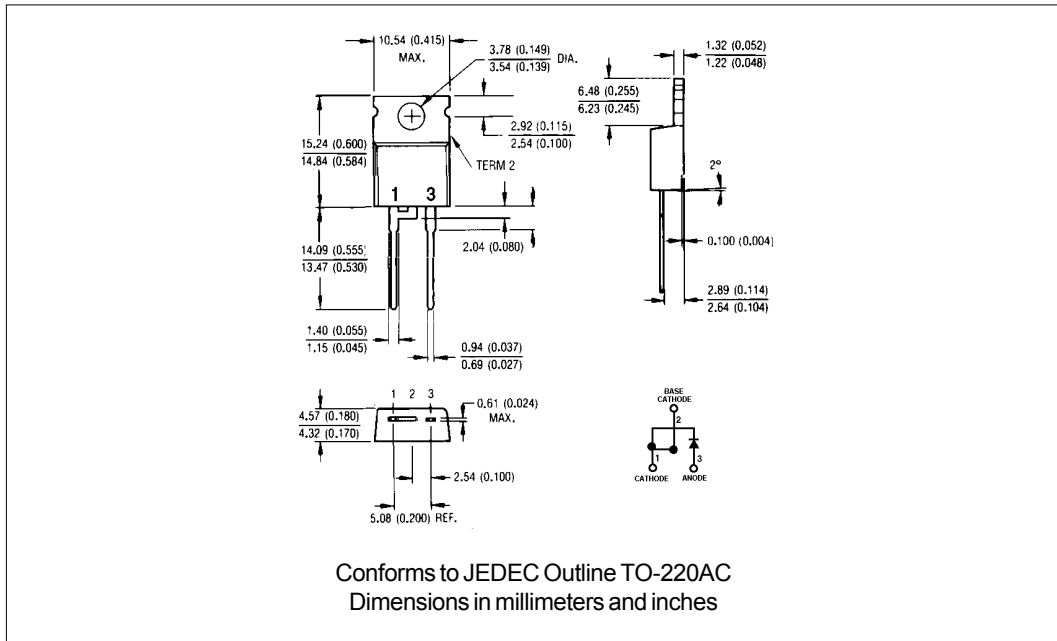 10.54 (0.415)
MAX.
3.78 (0.149)
3.54 (0.139)
DIA.
1.32 (0.052)
1.22 (0.048)
6.48 (0.255)
6.23 (0.245)
2.92 (0.115)
2.54 (0.100)
15.24 (0.600)
14.84 (0.584)
TERM 2
2°
1 3
2.04 (0.080)
0.100 (0.004)
14.09 (0.555)
13.47 (0.530)
2.89 (0.114)
2.64 (0.104)
1.40 (0.055)
1.15 (0.045)
0.94 (0.037)
0.69 (0.027)
1 2 3
4.57 (0.180)
4.32 (0.170)
0.61 (0.024)
MAX.
2.54 (0.100)
5.08 (0.200) REF.
BASE
CATHODE
2
1 3
CATHODE ANODE
Conforms to JEDEC Outline TO-220AC
Dimensions in millimeters and inches